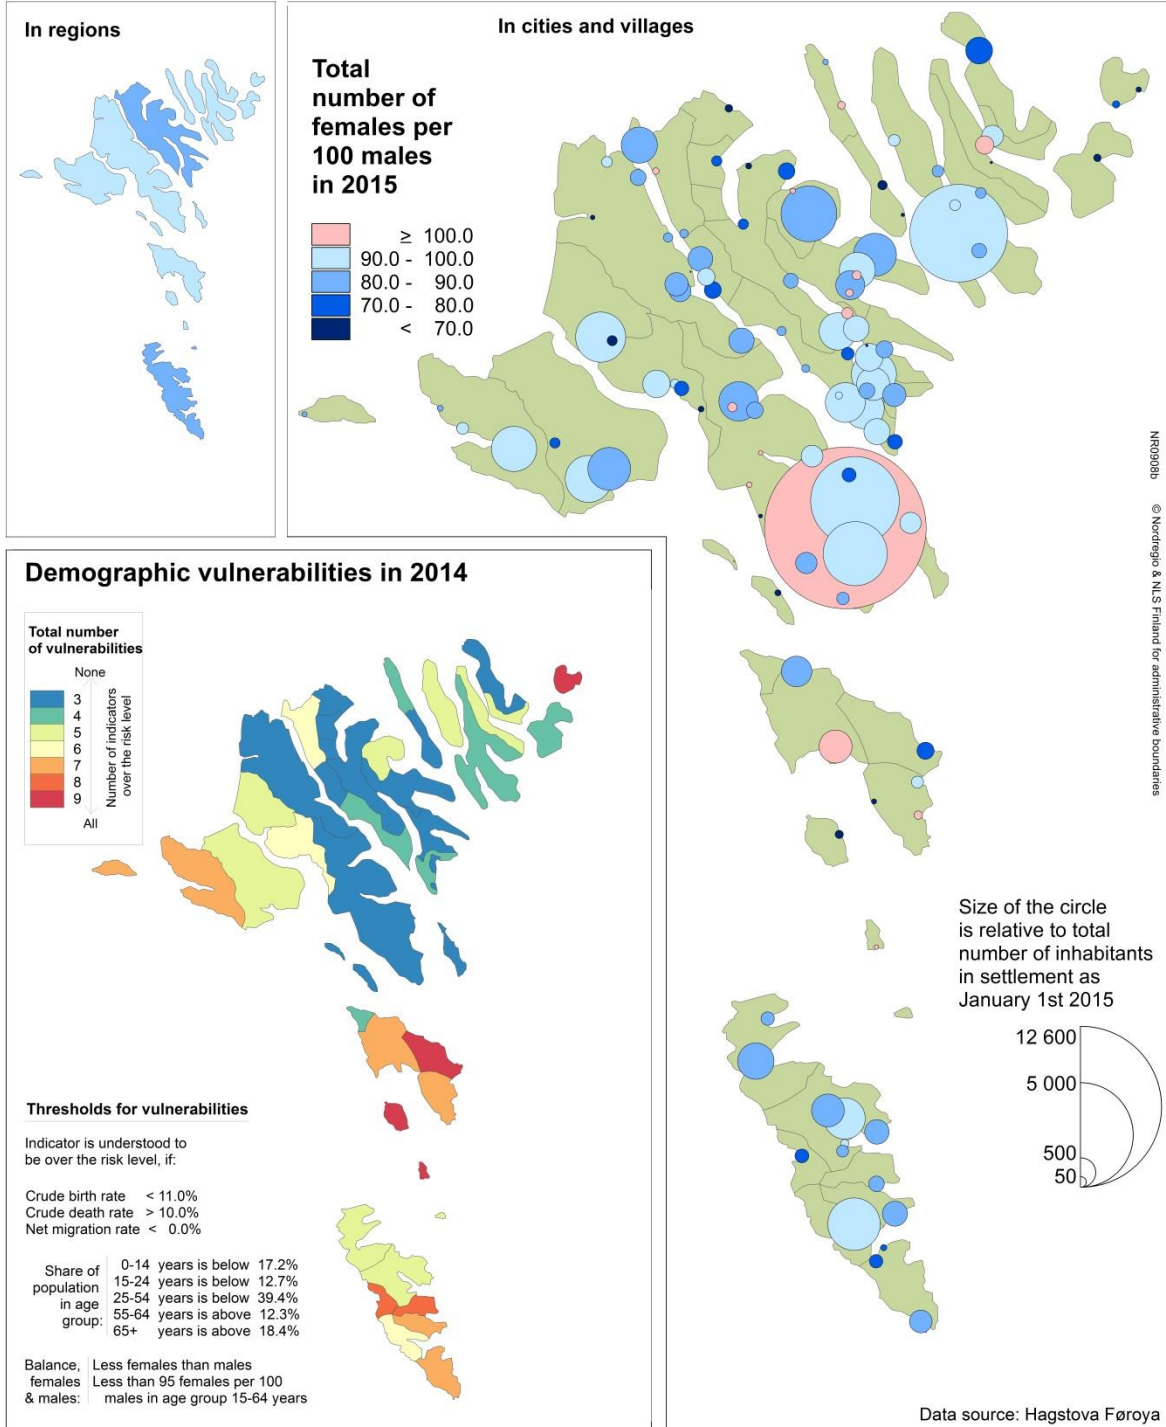 In regions
In cities and villages
Total
number of
females per
100 males
in 2015
≥ 100.0
90.0 - 100.0
80.0 - 90.0
70.0 - 80.0
< 70.0
NR0908b © Nordregio & NLS Finland for administrative boundaries
Demographic vulnerabilities in 2014
Total number
of vulnerabilities
None
3
4
5
6
7
8
9
All
Number of indicators
over the risk level
Thresholds for vulnerabilities
Indicator is understood to
be over the risk level, if:
Crude birth rate < 11.0%
Crude death rate > 10.0%
Net migration rate < 0.0%
Share of
population
in age
group:
0-14 years is below 17.2%
15-24 years is below 12.7%
25-54 years is below 39.4%
55-64 years is above 12.3%
65+ years is above 18.4%
Balance,
females
& males:
Less females than males
Less than 95 females per 100
males in age group 15-64 years
Size of the circle
is relative to total
number of inhabitants
in settlement as
January 1st 2015
12 600
5 000
500
50
Data source: Hagstova Føroya